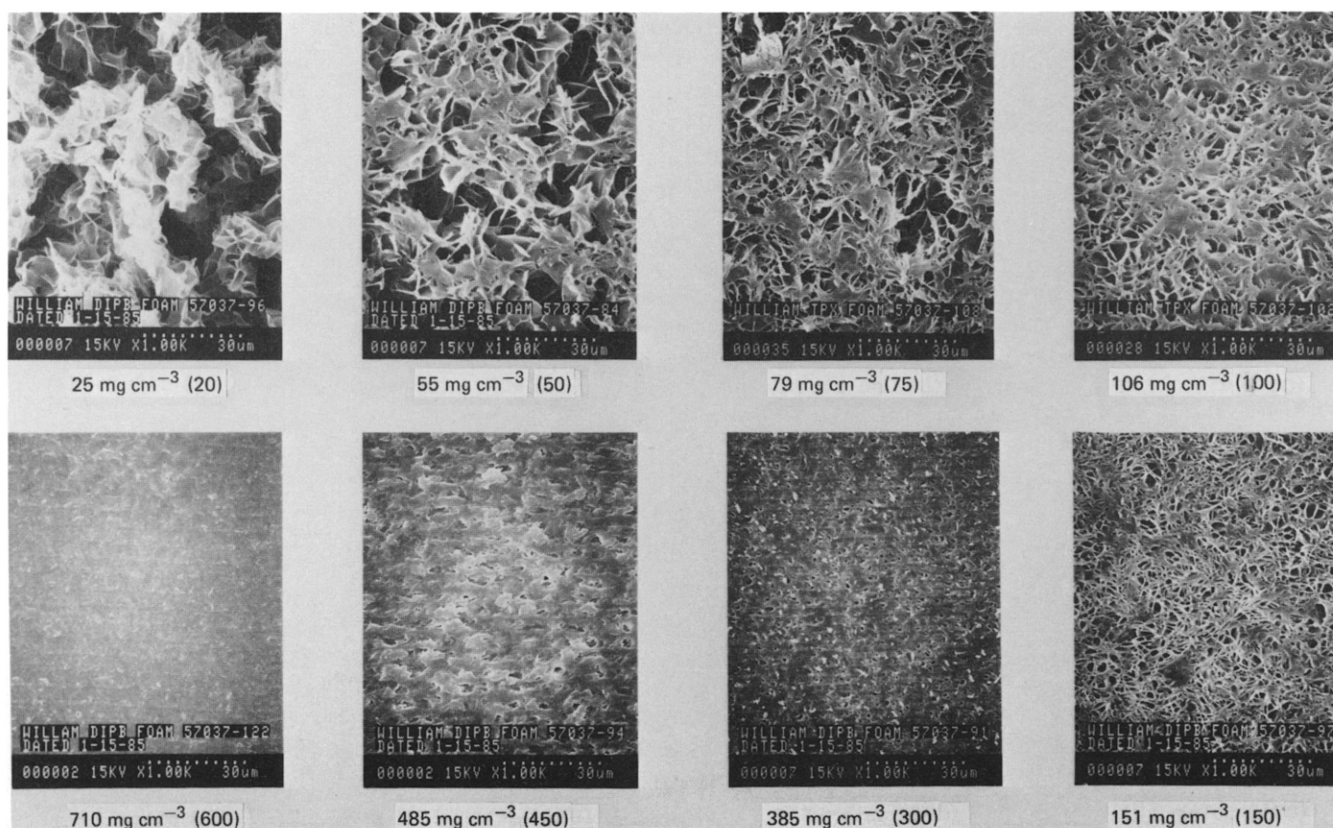 WILLIAM DIPB FOAM 57037-96
DATED 1-15-85
000007 15KV X1.00K 30um
25 mg cm⁻³ (20)
WILLIAM DIPB FOAM 57037-84
DATED 1-15-85
000007 15KV X1.00K 30um
55 mg cm⁻³ (50)
WILLIAM TPX FOAM 57037-108
000035 15KV X1.00K 30um
79 mg cm⁻³ (75)
WILLIAM TPX FOAM
000028 15KV X1.00K 30um
106 mg cm⁻³ (100)
WILLAM DIPB FOAM 57037-122
DATED 1-15-85
000002 15KV X1.00K 30um
710 mg cm⁻³ (600)
WILLIAM DIPB FOAM 57037-94
DATED 1-15-85
000002 15KV X1.00K 30um
485 mg cm⁻³ (450)
WILLIAM DIPB FOAM 57037-91
DATED 1-15-85
000007 15KV X1.00K 30um
385 mg cm⁻³ (300)
WILLIAM DIPB FOAM 57037-97
DATED 1-15-85
000007 15KV X1.00K 30um
151 mg cm⁻³ (150)